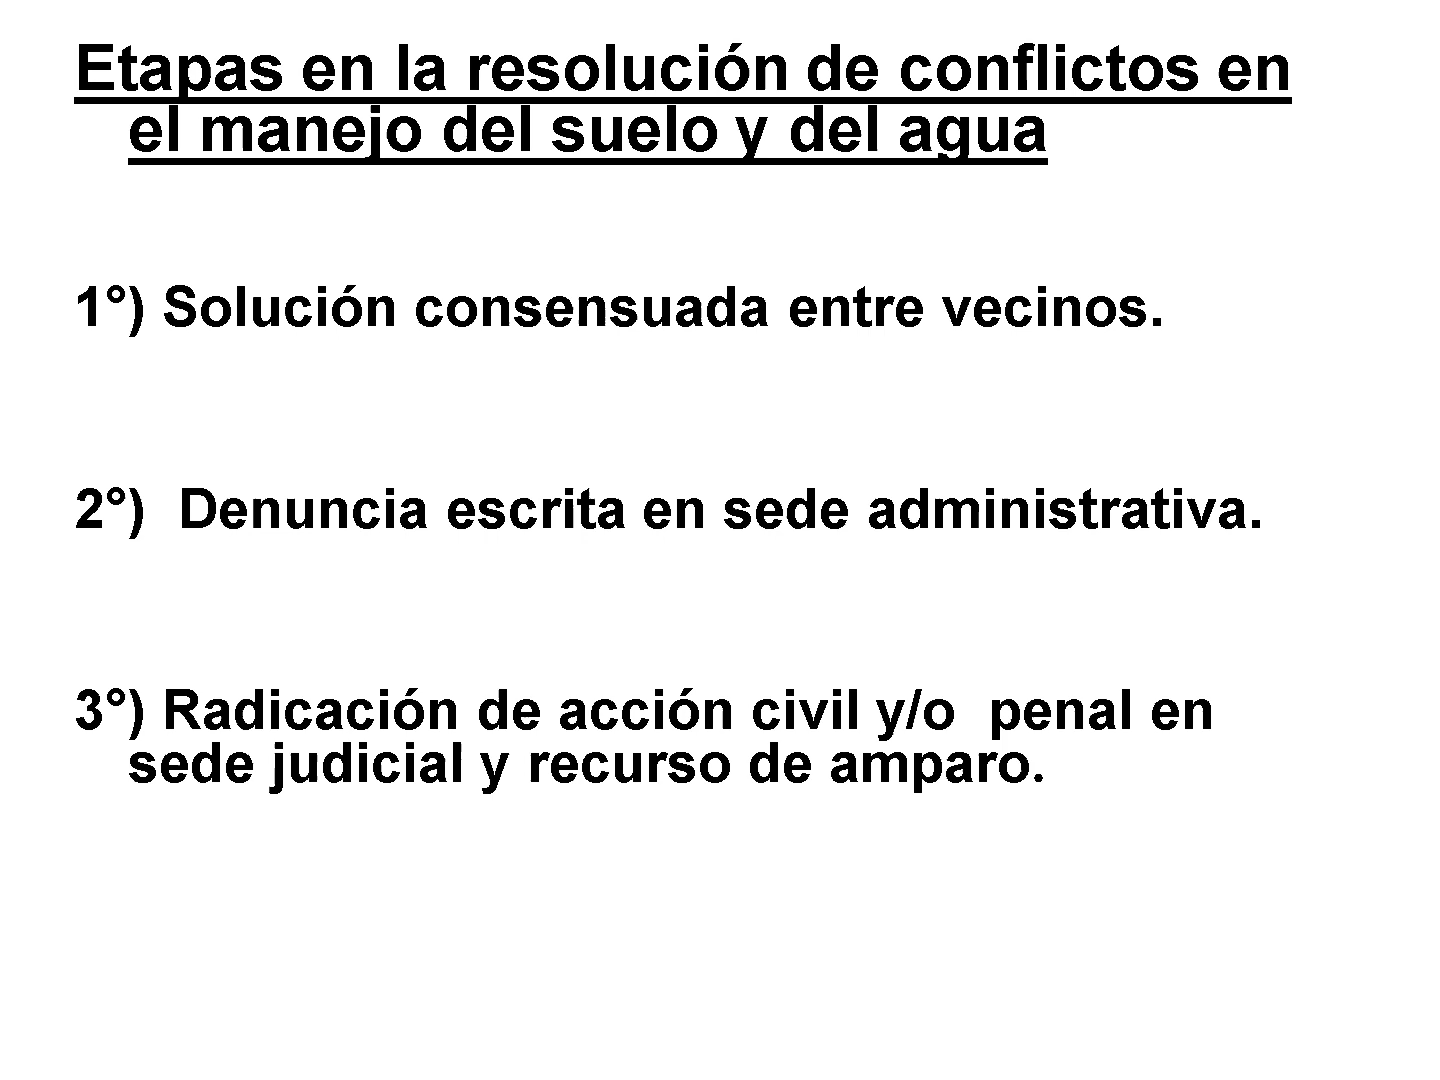 Etapas en la resolución de conflictos en
el manejo del suelo y del agua
1°) Solución consensuada entre vecinos.
2°)  Denuncia escrita en sede administrativa.
3°) Radicación de acción civil y/o  penal en
sede judicial y recurso de amparo.